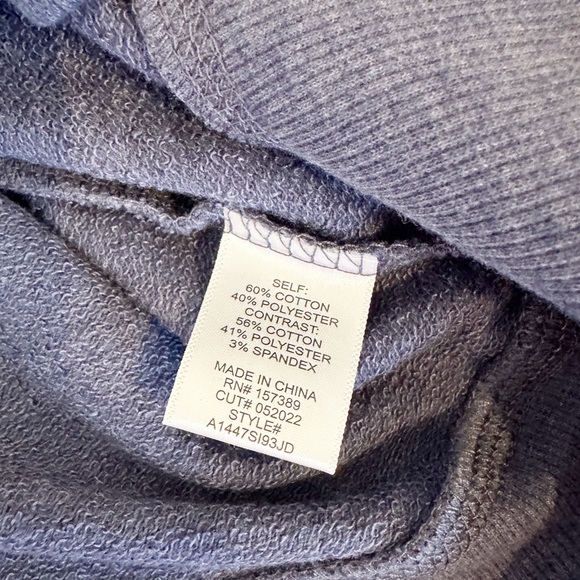 SELF:
60% COTTON
40% POLYESTER
CONTRAST:
56% COTTON
41% POLYESTER
3% SPANDEX
MADE IN CHINA
RN# 157389
CUT# 052022
STYLE#
A1447SI93JD